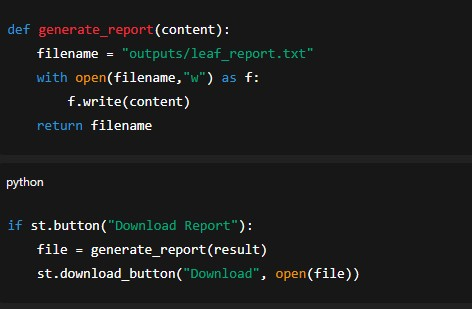 def generate_report(content):
    filename = "outputs/leaf_report.txt"
    with open(filename,"w") as f:
        f.write(content)
    return filename
python
if st.button("Download Report"):
    file = generate_report(result)
    st.download_button("Download", open(file))